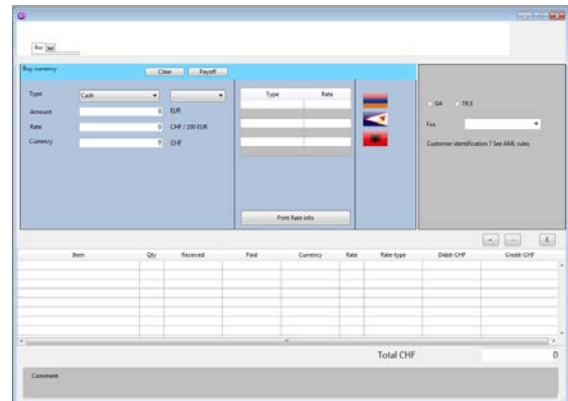 Buy Sell
Buy currency Clear Payoff
Type Cash Type Rate
Amount 0 EUR
Rate 0 CHF / 100 EUR
Currency 0 CHF
GA
Fee
Customer identification ? See AML rules
Print Rate info
+ -
Item Qty Received Paid Currency Rate Rate-type Debit-CHF Credit-CHF
Total CHF 0
Comment